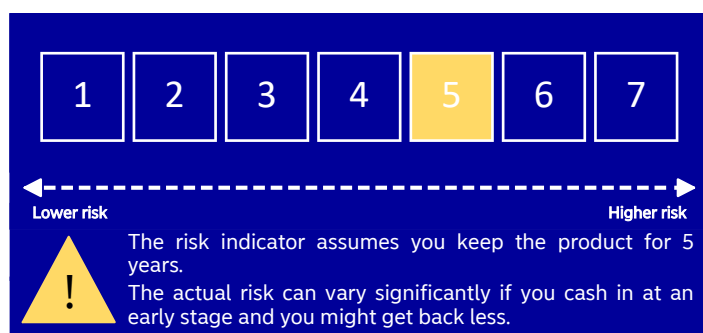 1 2 3 4 5 6 7
Lower risk Higher risk
The risk indicator assumes you keep the product for 5
years.
!
The actual risk can vary significantly if you cash in at an
early stage and you might get back less.